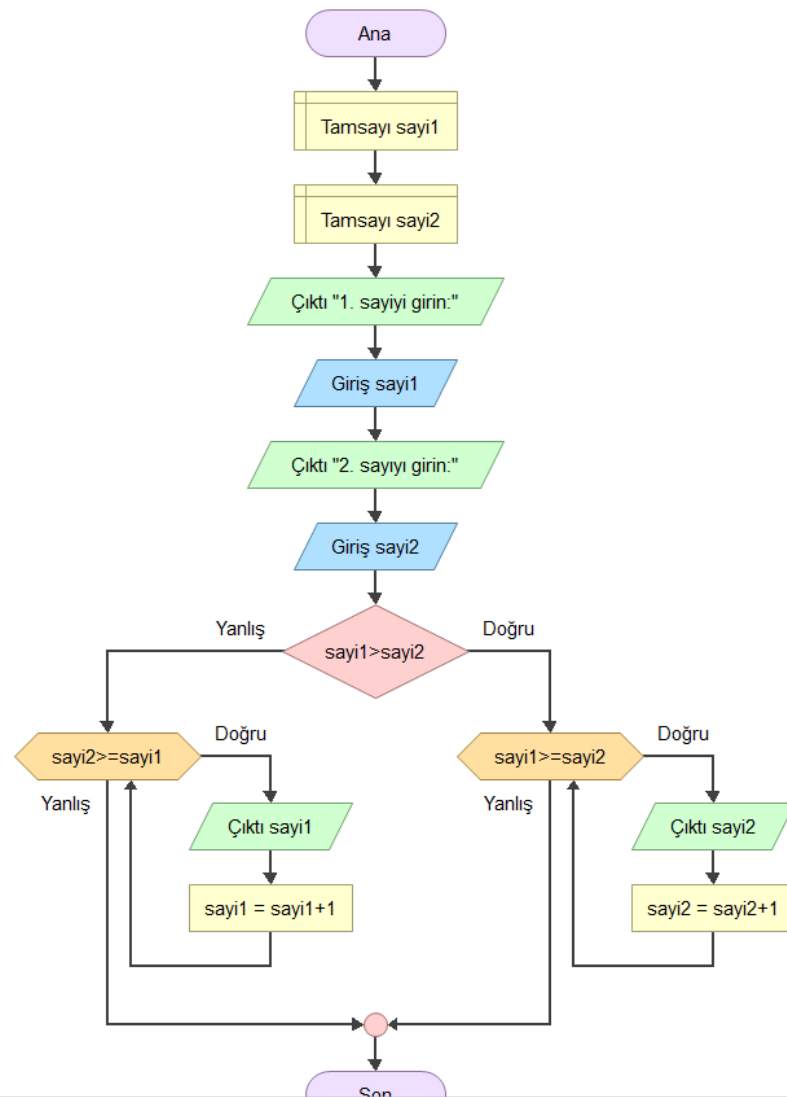 Ana
Tamsayı sayi1
Tamsayı sayi2
Çıktı "1. sayiyi girin:"
Giriş sayi1
Çıktı "2. sayıyı girin:"
Giriş sayi2
Yanlış
Doğru
sayi1>sayi2
sayi2>=sayi1
Doğru
Yanlış
Çıktı sayi1
sayi1 = sayi1+1
sayi1>=sayi2
Doğru
Yanlış
Çıktı sayi2
sayi2 = sayi2+1
Son